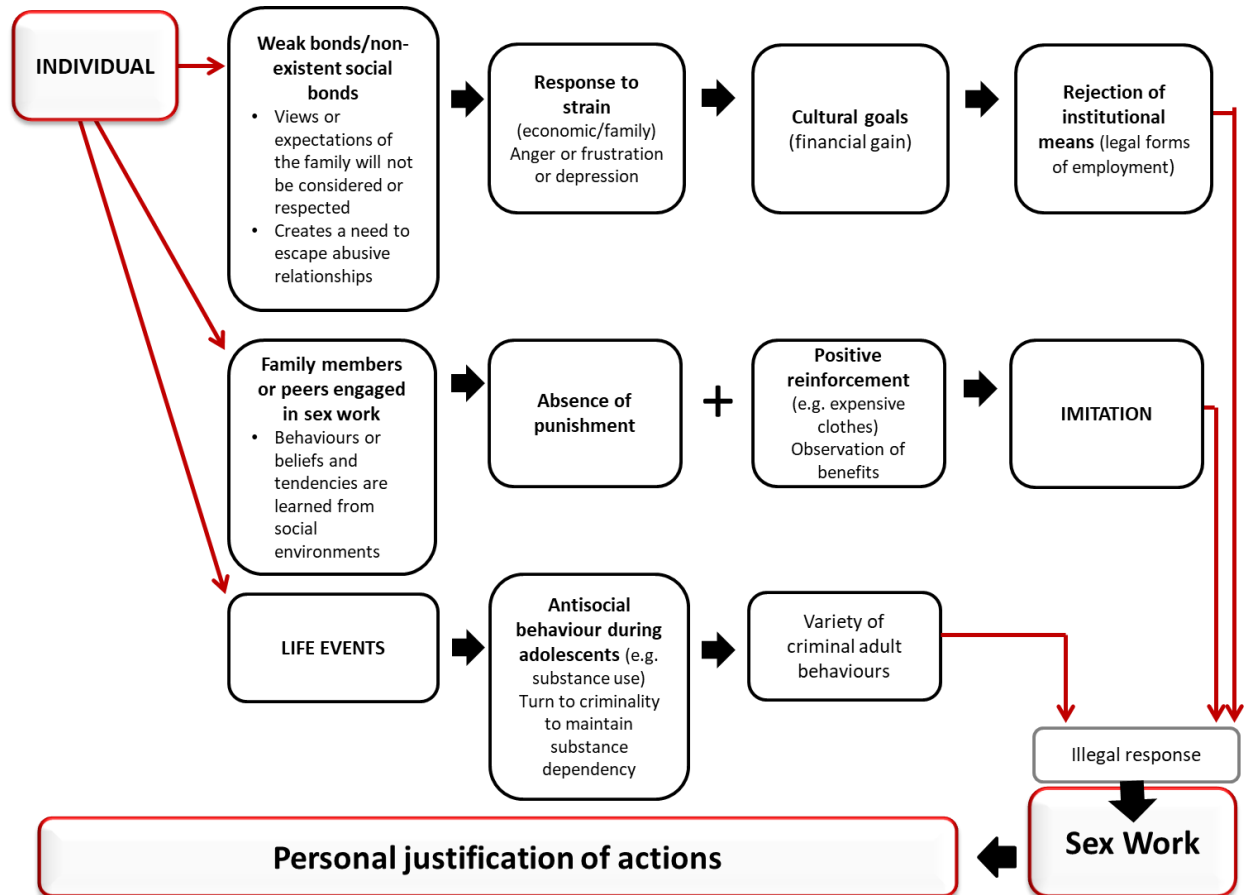 INDIVIDUAL
Weak bonds/non-
existent social
bonds
• Views or
expectations of
the family will not
be considered or
respected
• Creates a need to
escape abusive
relationships
Response to
strain
(economic/family)
Anger or frustration
or depression
Cultural goals
(financial gain)
Rejection of
institutional
means (legal forms
of employment)
Family members
or peers engaged
in sex work
• Behaviours or
beliefs and
tendencies are
learned from
social
environments
Absence of
punishment
+
Positive
reinforcement
(e.g. expensive
clothes)
Observation of
benefits
IMITATION
LIFE EVENTS
Antisocial
behaviour during
adolescents (e.g.
substance use)
Turn to criminality
to maintain
substance
dependency
Variety of
criminal adult
behaviours
Illegal response
Sex Work
Personal justification of actions